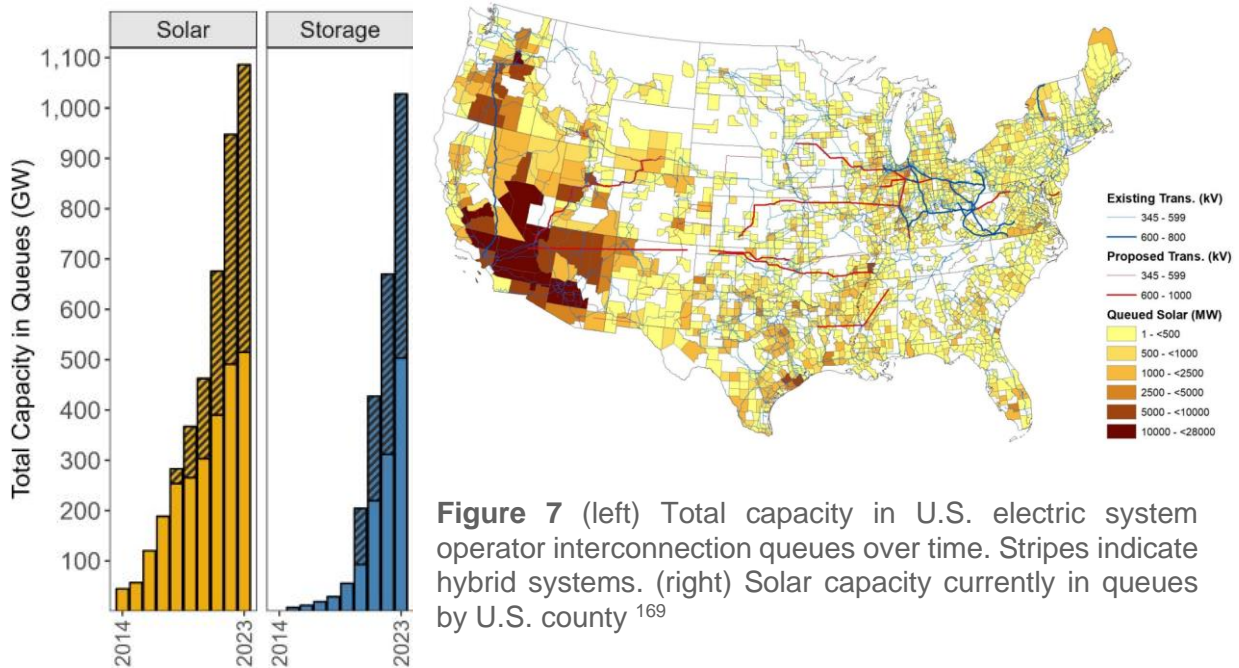 Solar
Storage
Total Capacity in Queues (GW)
1,100
1,000
900
800
700
600
500
400
300
200
100
2014
2023
2014
2023
Existing Trans. (kV)
345 - 599
600 - 800
Proposed Trans. (kV)
345 - 599
600 - 1000
Queued Solar (MW)
1 - <500
500 - <1000
1000 - <2500
2500 - <5000
5000 - <10000
10000 - <28000
Figure 7 (left) Total capacity in U.S. electric system
operator interconnection queues over time. Stripes indicate
hybrid systems. (right) Solar capacity currently in queues
by U.S. county 169